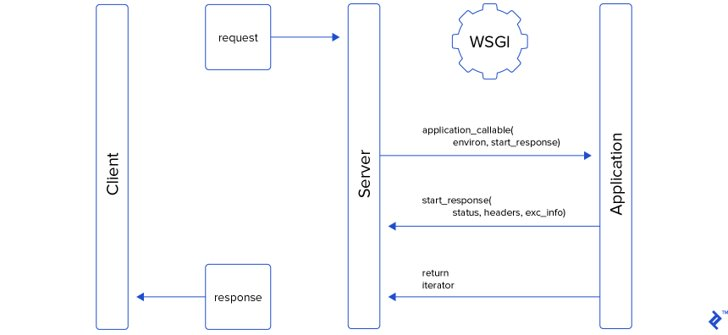 request
WSGI
application_callable(
environ, start_response)
Client
Server
Application
start_response(
status, headers, exc_info)
return
iterator
response